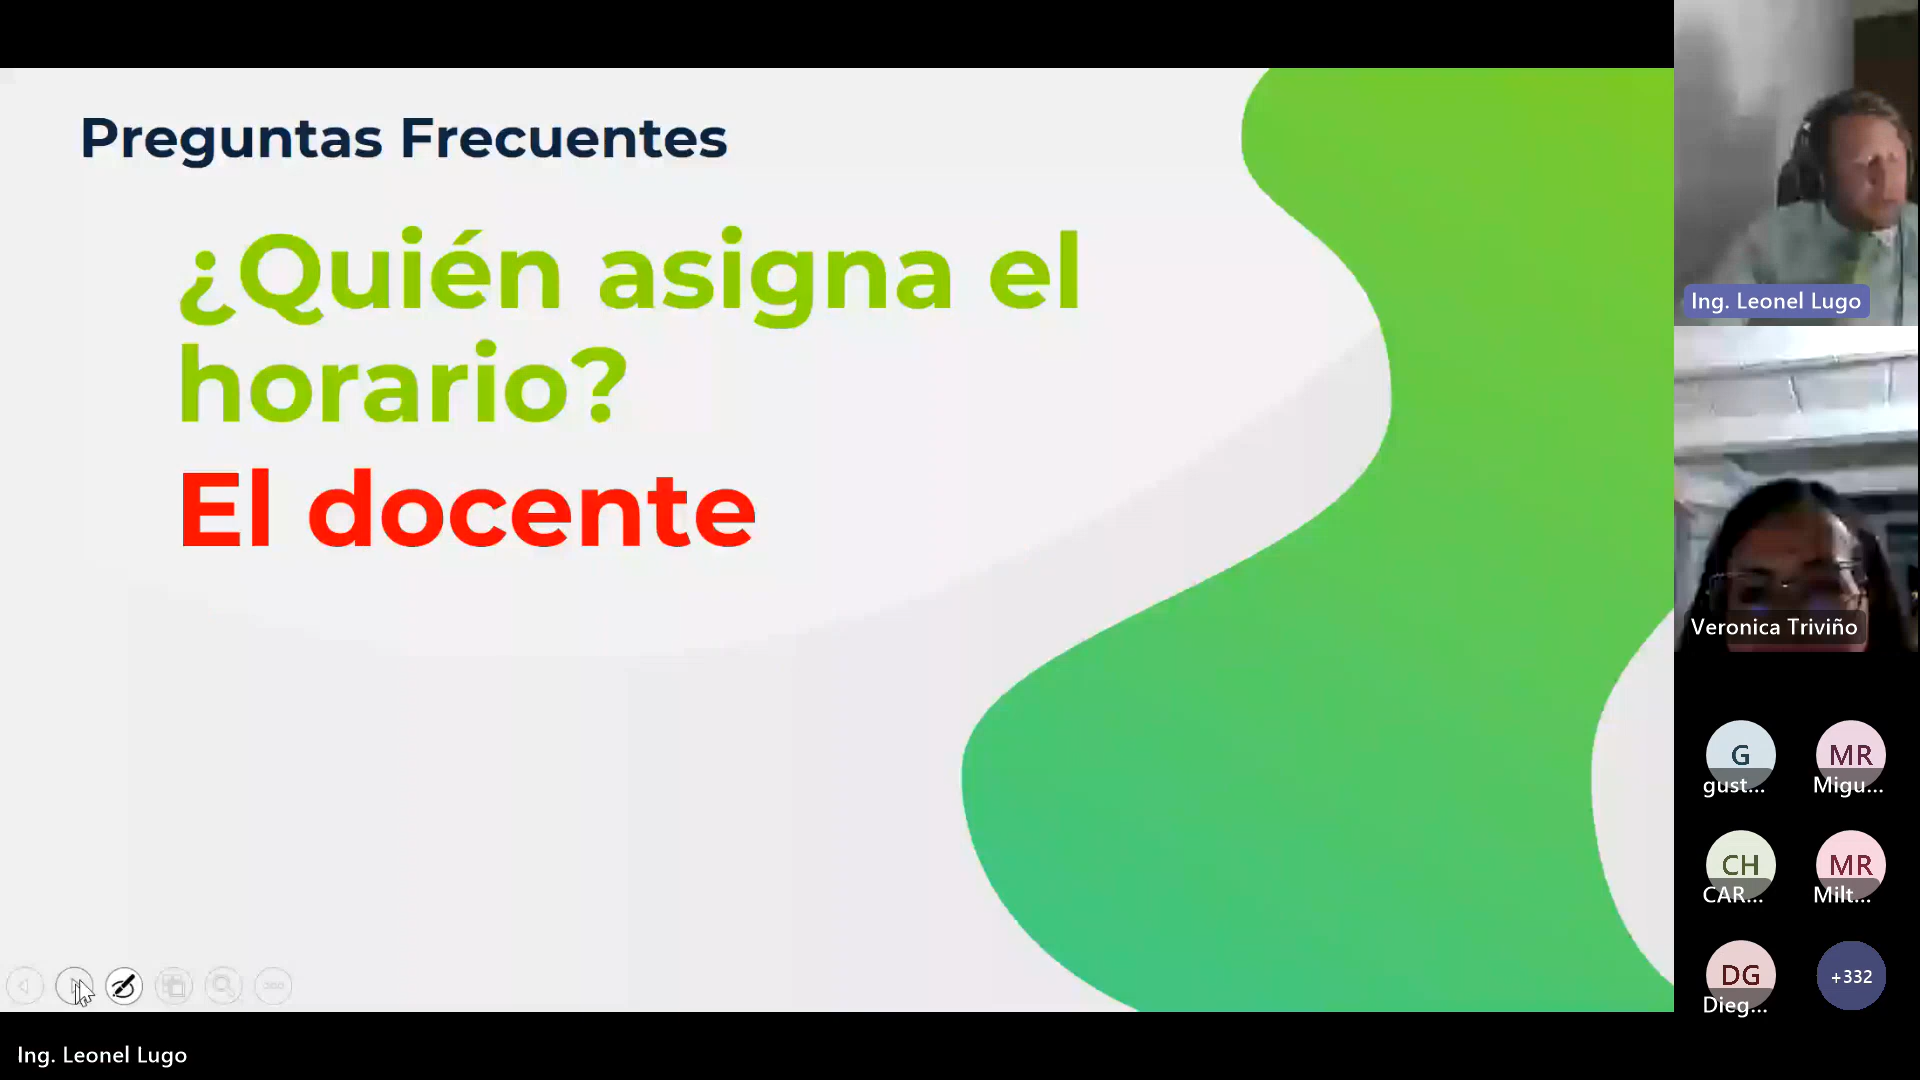 Preguntas Frecuentes
¿Quién asigna el
horario?
El docente
Ing. Leonel Lugo
Veronica Triviño
G
gust...
MR
Migu...
CH
CAR...
MR
Milt...
DG
Dieg...
+332
Ing. Leonel Lugo